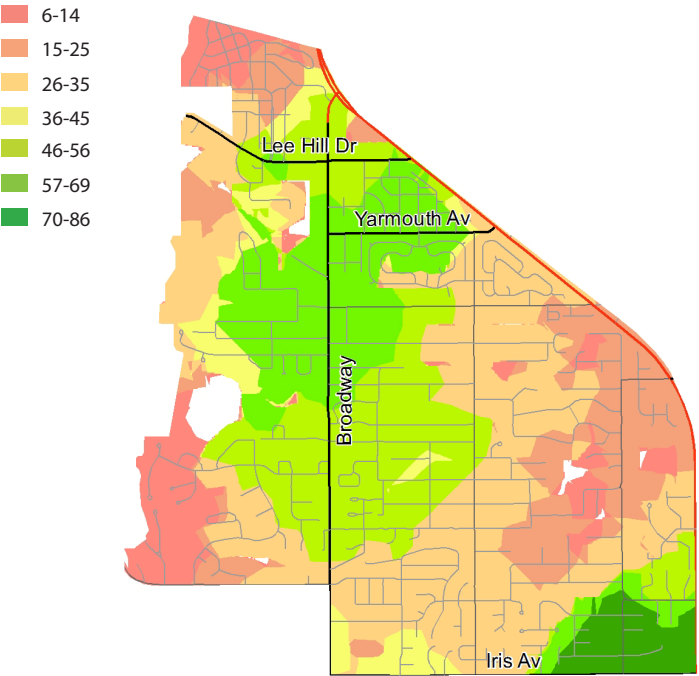 6-14
15-25
26-35
36-45
46-56
57-69
70-86
Lee Hill Dr
Yarmouth Av
Broadway
Iris Av